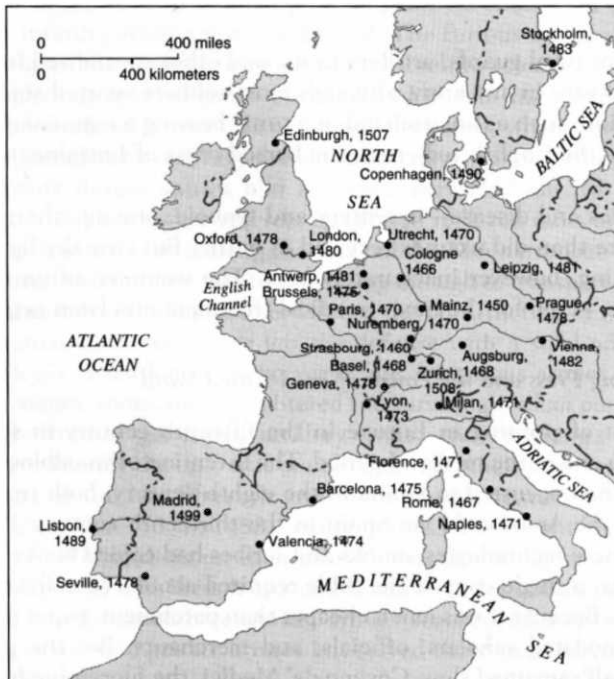 0 400 miles
0 400 kilometers
Stockholm,
1483
Edinburgh, 1507
NORTH
SEA
BALTIC SEA
Copenhagen, 1490
Oxford, 1478
London,
1480
Utrecht, 1470
Cologne
1466
Leipzig, 1481
Antwerp, 1481
Brussels, 1475
English
Channel
Paris, 1470
Mainz, 1450
Prague
1478
Nuremberg,
1470
ATLANTIC
OCEAN
Strasbourg, 1460
Basel, 1468
Augsburg,
1468
Vienna,
1482
Zurich,
1508
Geneva, 1478
Lyon,
1473
Milan, 1471
Florence, 1471
ADRIATIC SEA
Barcelona, 1475
Rome, 1467
Madrid,
1499
Naples, 1471
Lisbon,
1489
Valencia, 1474
Seville, 1478
MEDITERRANEAN
SEA